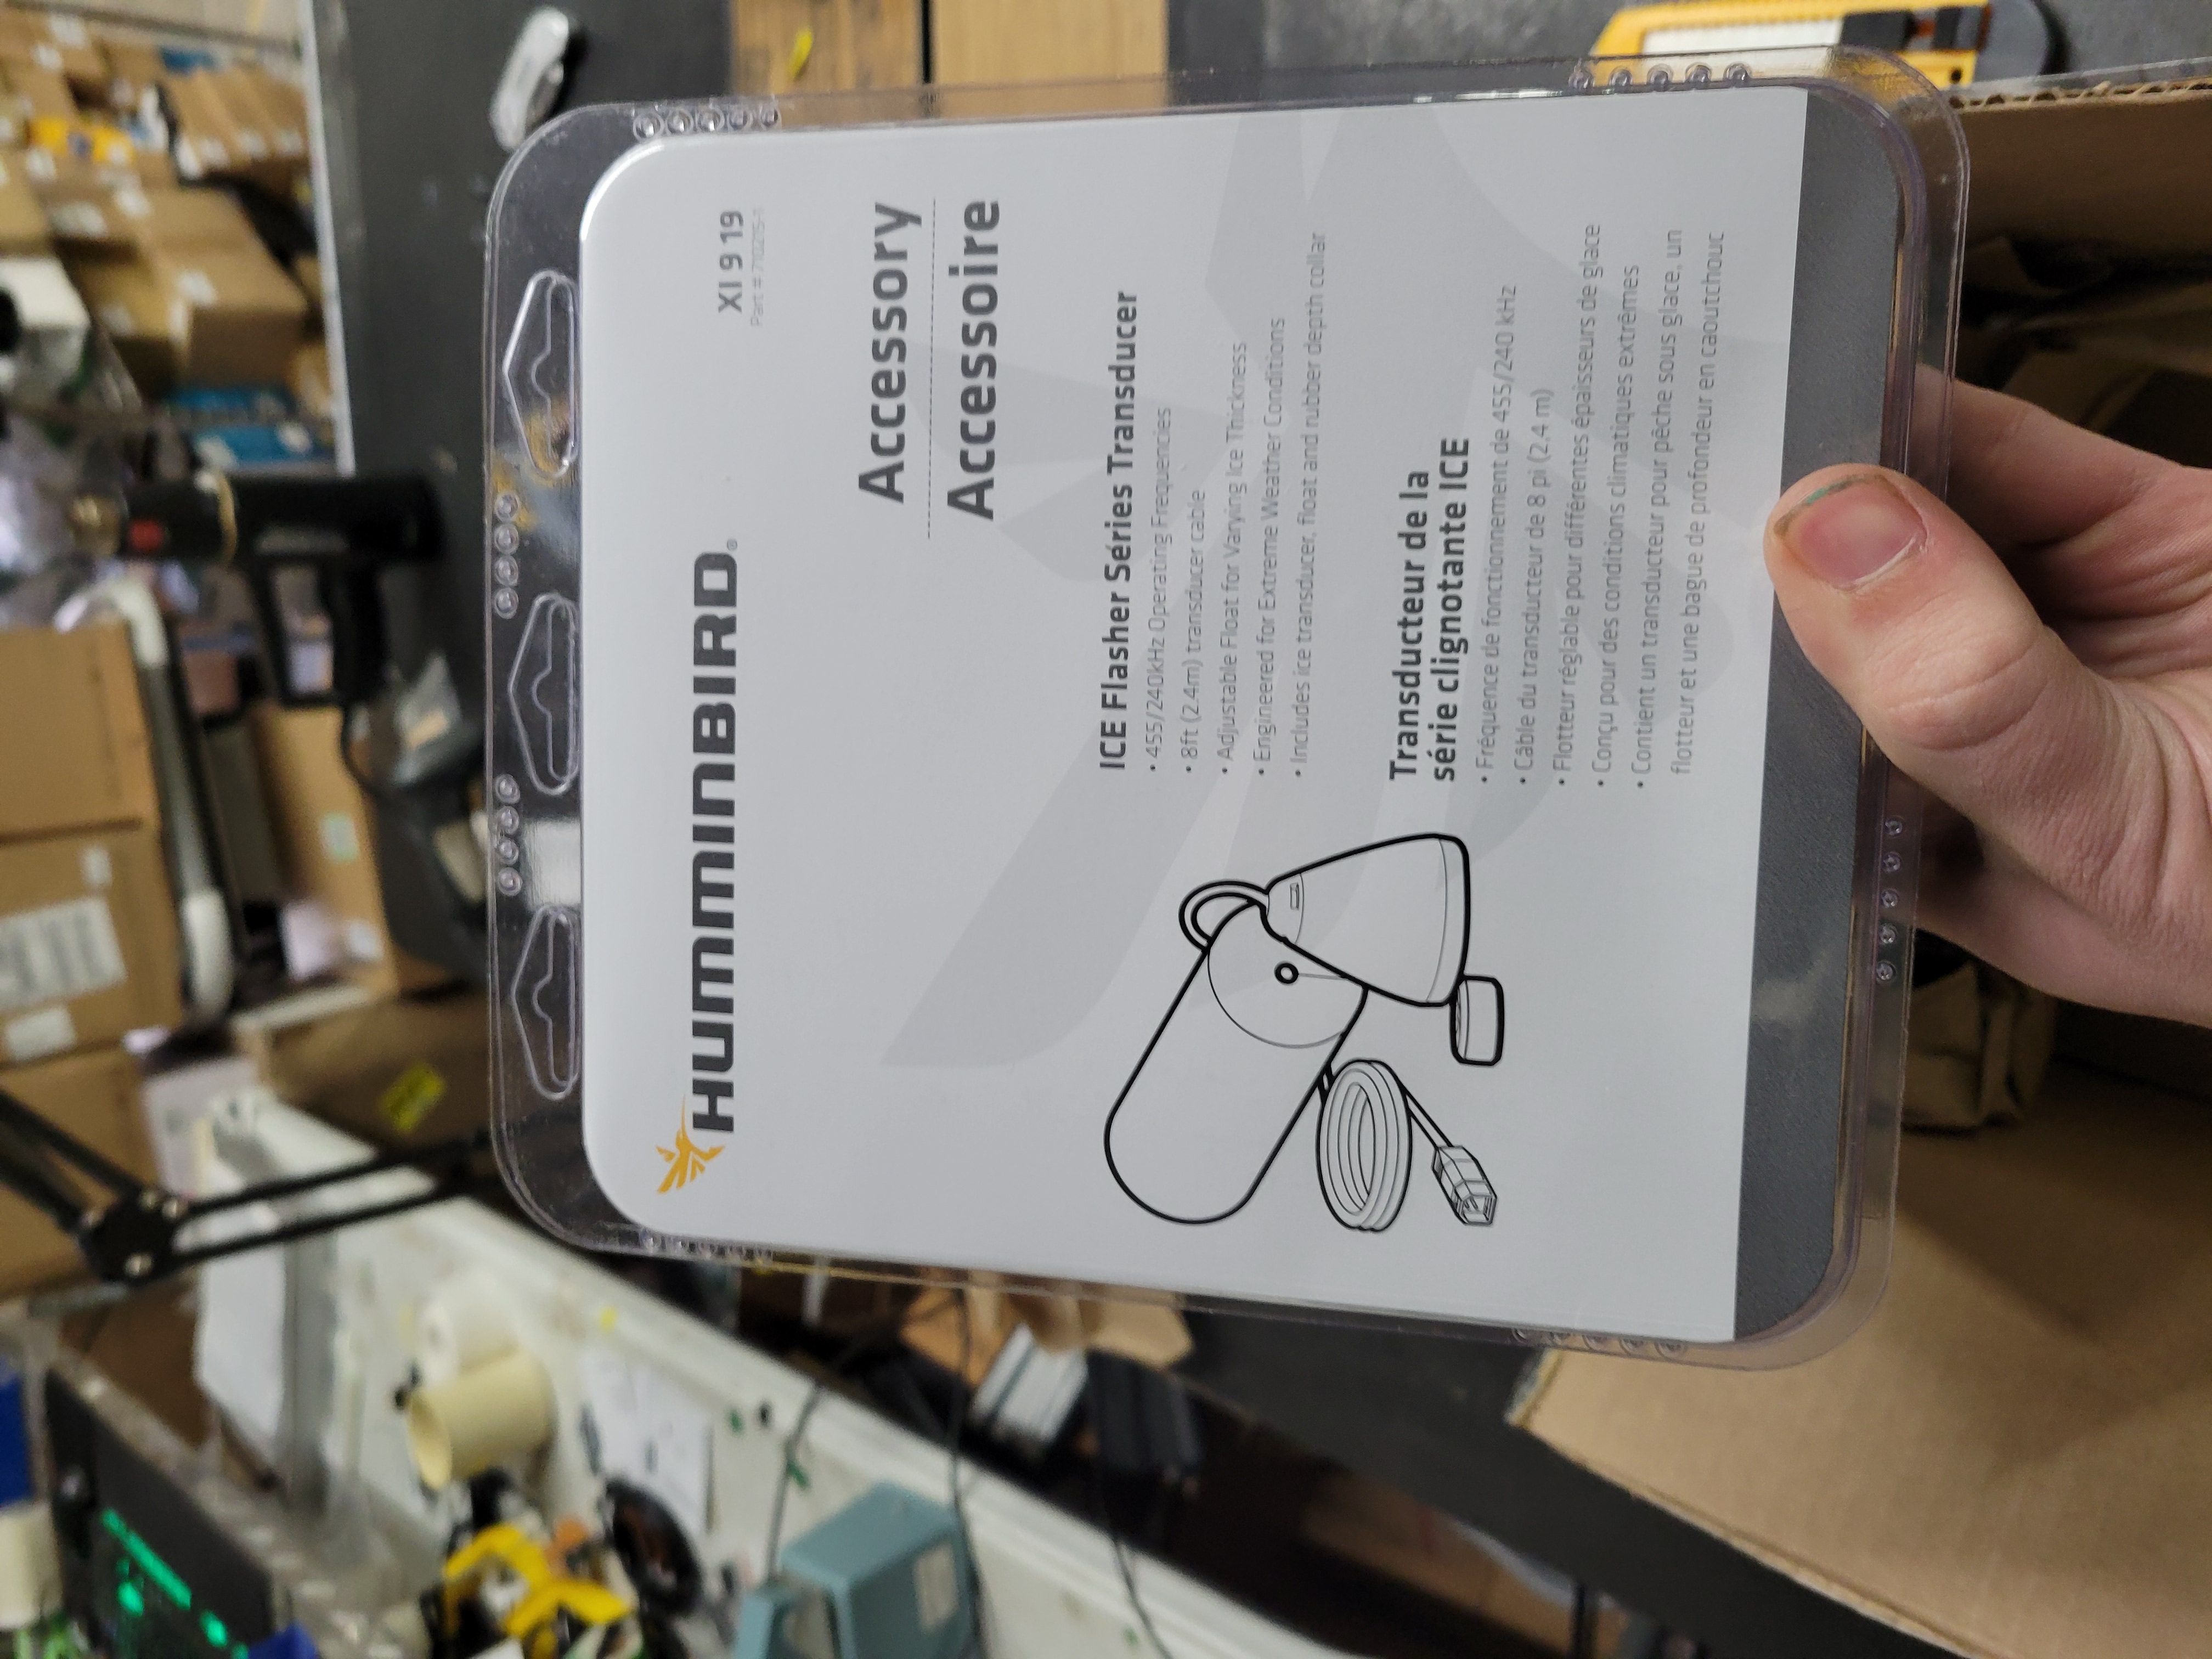 HUMMINBIRD®
XI 9 19
Part # 710215-1
Accessory
Accessoire
ICE Flasher Séries Transducer
• 455/240kHz Operating Frequencies
• 8ft (2.4m) transducer cable
• Adjustable Float for Varying Ice Thickness
• Engineered for Extreme Weather Conditions
• Includes ice transducer, float and rubber depth collar
Transducteur de la
série clignotante ICE
• Fréquence de fonctionnement de 455/240 kHz
• Câble du transducteur de 8 pi (2.4 m)
• Flotteur réglable pour différentes épaisseurs de glace
• Conçu pour des conditions climatiques extrêmes
• Contient un transducteur pour pêche sous glace, un
flotteur et une bague de profondeur en caoutchouc